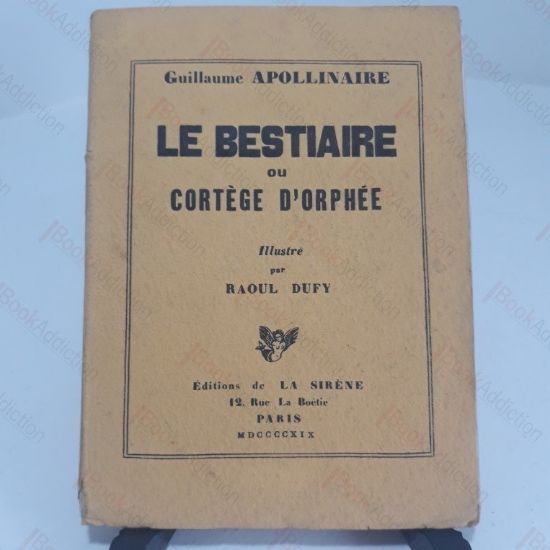 Guillaume APOLLINAIRE
LE BESTIAIRE
OU
CORTÈGE D'ORPHÉE
Illustré
par
RAOUL DUFY
Éditions de LA SIRÈNE
12, Rue La Boëtie
PARIS
MDCCCCXIX
BookAddiction